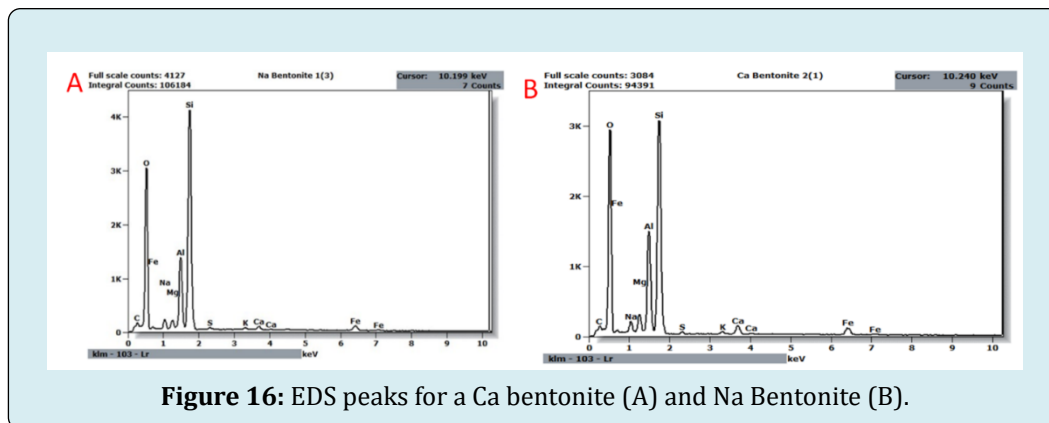 A
Full scale counts: 4127
Na Bentonite 1(3)
Cursor: 10.199 keV
Integral Counts: 106184
7 Counts
4K
3K
2K
1K
0
Si
O
Fe
Al
Na
Mg
C
S
K
Ca
Ca
Fe
Fe
0 1 2 3 4 5 6 7 8 9 10
klm - 103 - Lr
keV
B
Full scale counts: 3084
Ca Bentonite 2(1)
Cursor: 10.240 keV
Integral Counts: 94391
9 Counts
3K
2K
1K
0
O
Si
Fe
Al
Mg
Na
C
S
K
Ca
Ca
Fe
Fe
0 1 2 3 4 5 6 7 8 9 10
klm - 103 - Lr
keV
Figure 16: EDS peaks for a Ca bentonite (A) and Na Bentonite (B).